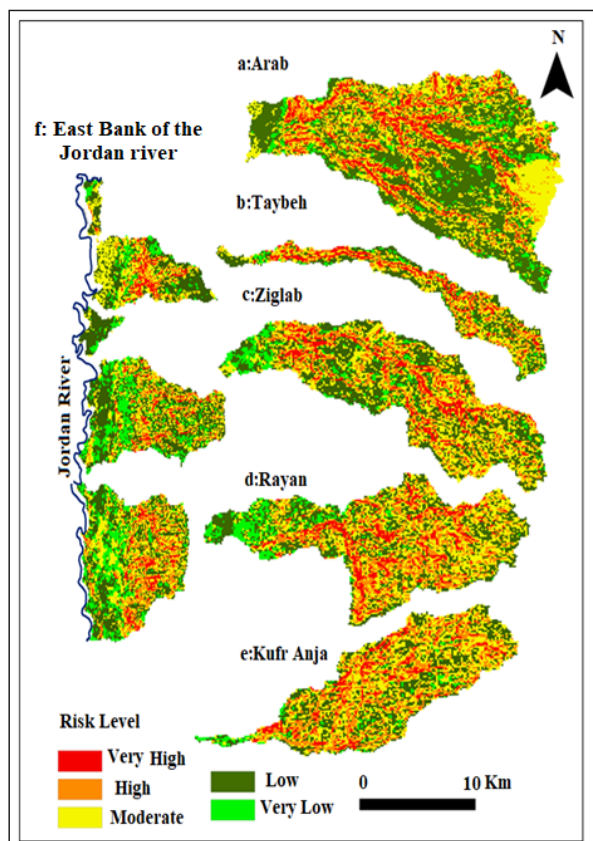 N
a:Arab
f: East Bank of the
Jordan river
b:Taybeh
c:Ziglab
Jordan River
d:Rayan
e:Kufr Anja
Risk Level
Very High
High
Moderate
Low
Very Low
0 10 Km